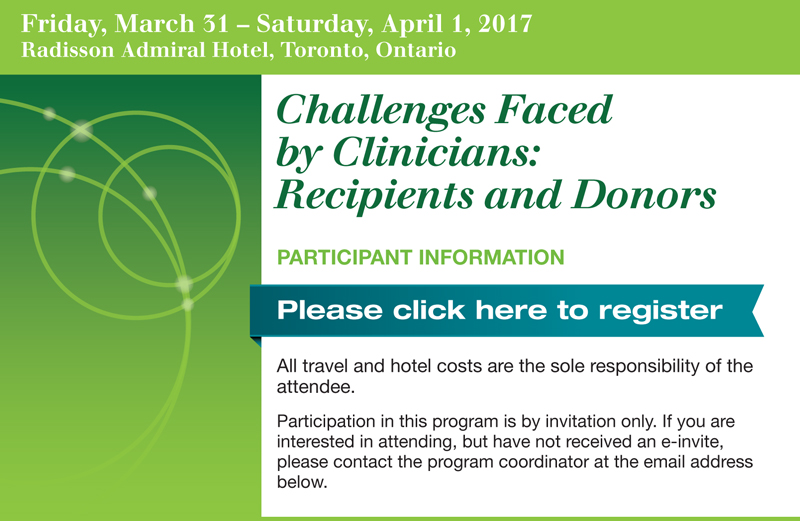 Friday, March 31 – Saturday, April 1, 2017
Radisson Admiral Hotel, Toronto, Ontario
Challenges Faced
by Clinicians:
Recipients and Donors
PARTICIPANT INFORMATION
Please click here to register
All travel and hotel costs are the sole responsibility of the
attendee.
Participation in this program is by invitation only. If you are
interested in attending, but have not received an e-invite,
please contact the program coordinator at the email address
below.